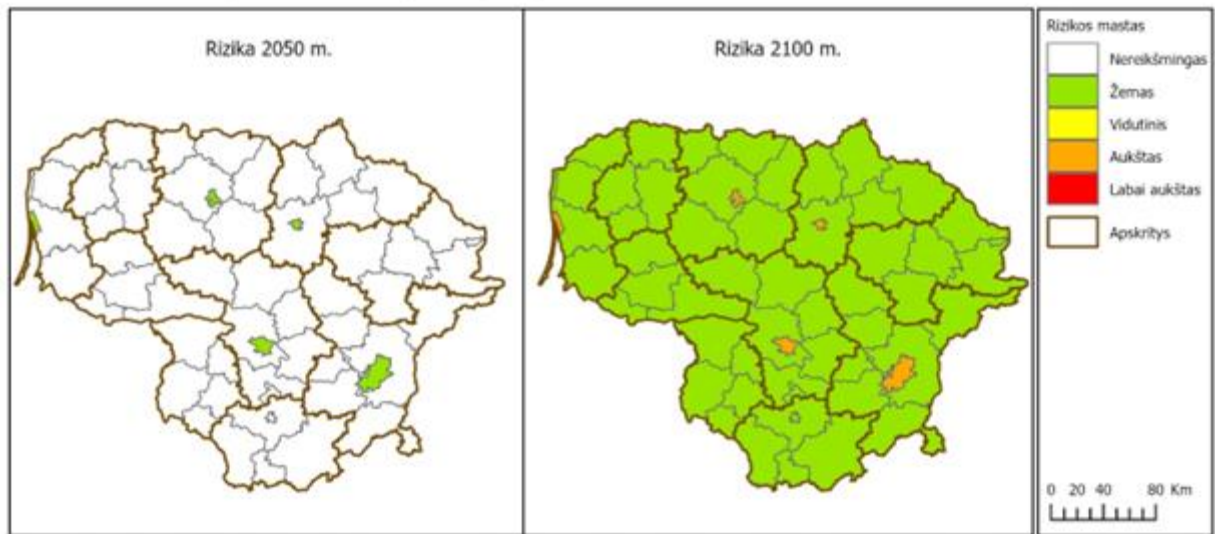 Rizika 2050 m.
Rizika 2100 m.
Rizikos mastas
Nereikšmingas
Žemas
Vidutinis
Aukštas
Labai aukštas
Apskritys
0 20 40 80 Km